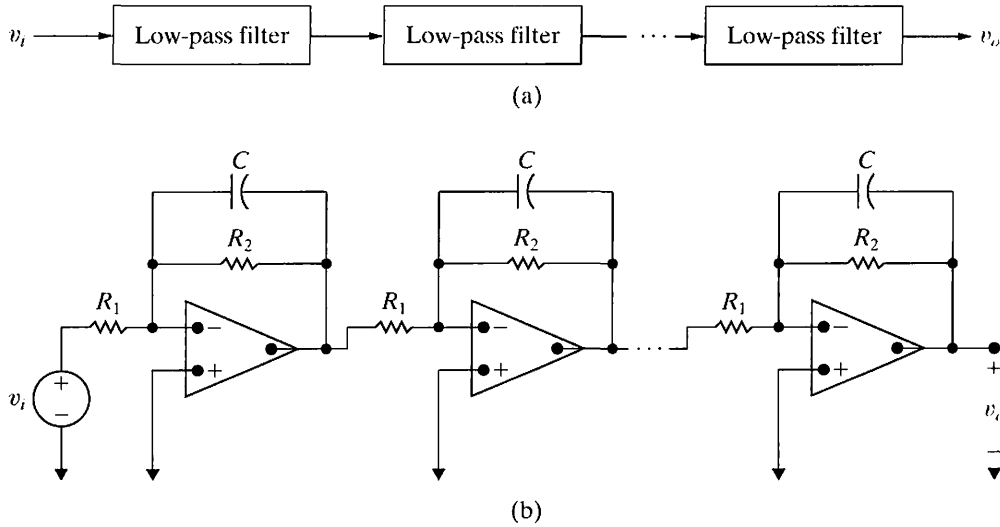 v_i Low-pass filter Low-pass filter ··· Low-pass filter v_o
(a)
C C C
R_2 R_2 R_2
R_1 − R_1 − ··· R_1 −
+ + + +
v_i + − v_o −
(b)